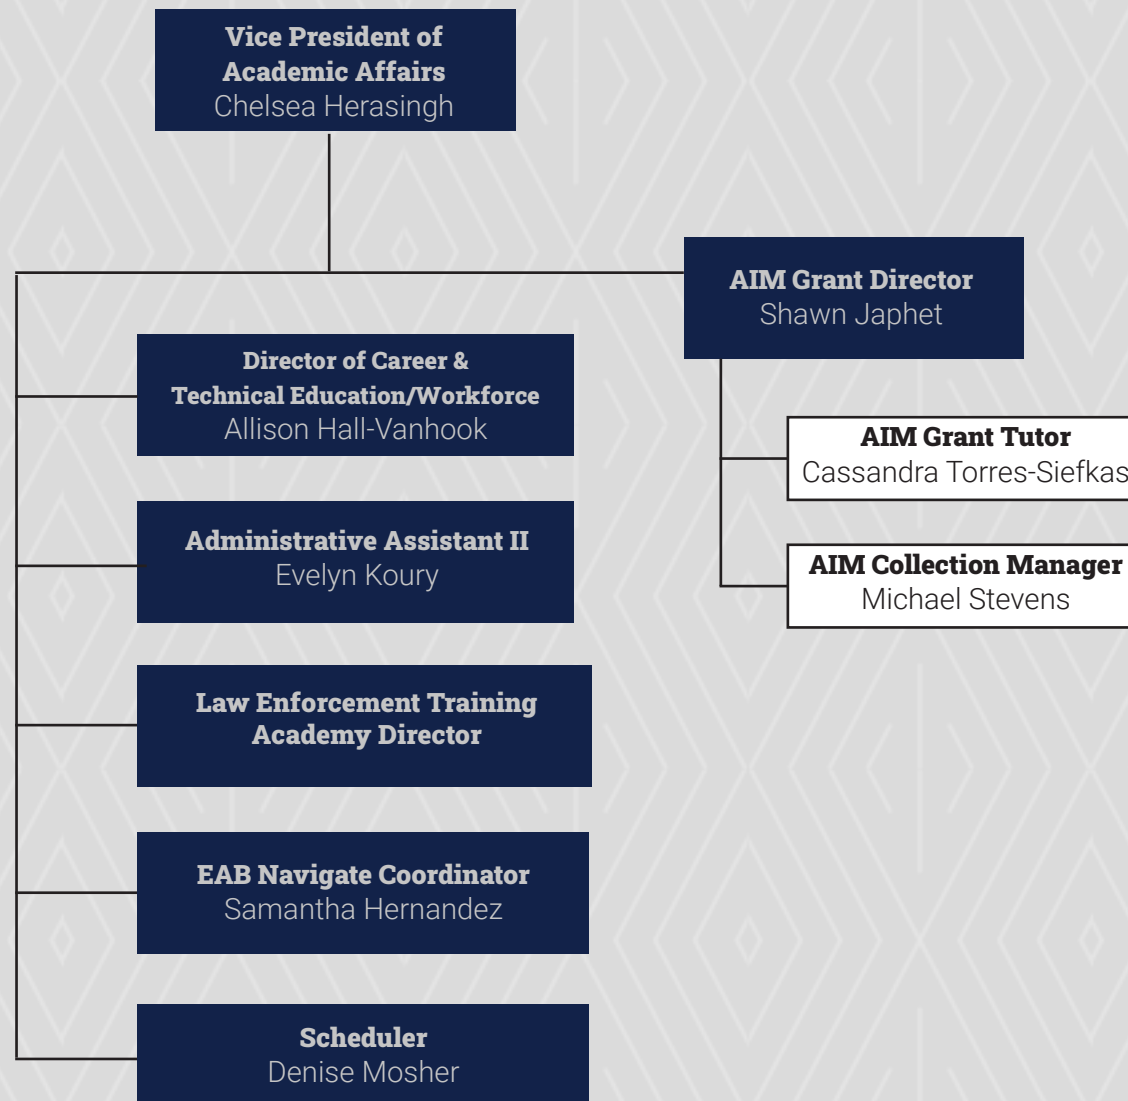 Vice President of
Academic Affairs
Chelsea Herasingh
AIM Grant Director
Shawn Japhet
Director of Career &
Technical Education/Workforce
Allison Hall-Vanhook
AIM Grant Tutor
Cassandra Torres-Siefkas
Administrative Assistant II
Evelyn Koury
AIM Collection Manager
Michael Stevens
Law Enforcement Training
Academy Director
EAB Navigate Coordinator
Samantha Hernandez
Scheduler
Denise Mosher